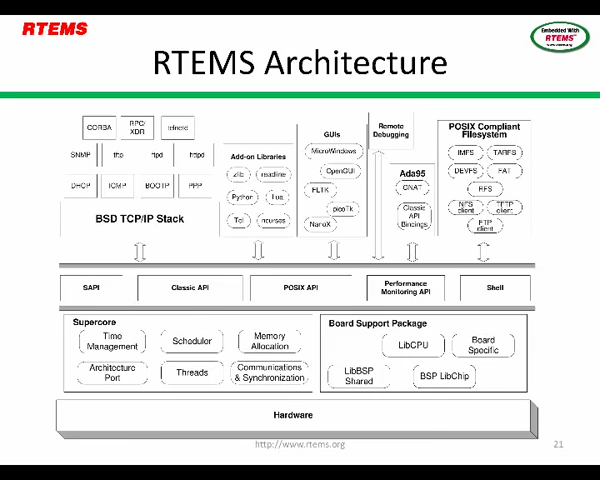 RTEMS
Embedded With
RTEMS
RTEMS Architecture
CORBA
RPC/
XDR
telnetd
SNMP
tftp
ftpd
httpd
DHCP
ICMP
BOOTP
PPP
BSD TCP/IP Stack
Add-on Libraries
zlib
readline
Python
Lua
Tcl
ncurses
GUIs
MicroWindows
OpenGUI
FLTK
picoTk
NanoX
Remote
Debugging
Ada95
GNAT
Classic
API
Bindings
POSIX Compliant
Filesystem
IMFS
TARFS
DEVFS
FAT
RFS
NFS
client
TFTP
client
FTP
client
SAPI
Classic API
POSIX API
Performance
Monitoring API
Shell
Supercore
Time
Management
Scheduler
Memory
Allocation
Architecture
Port
Threads
Communications
& Synchronization
Board Support Package
LibCPU
Board
Specific
LibBSP
Shared
BSP LibChip
Hardware
http://www.rtems.org
21